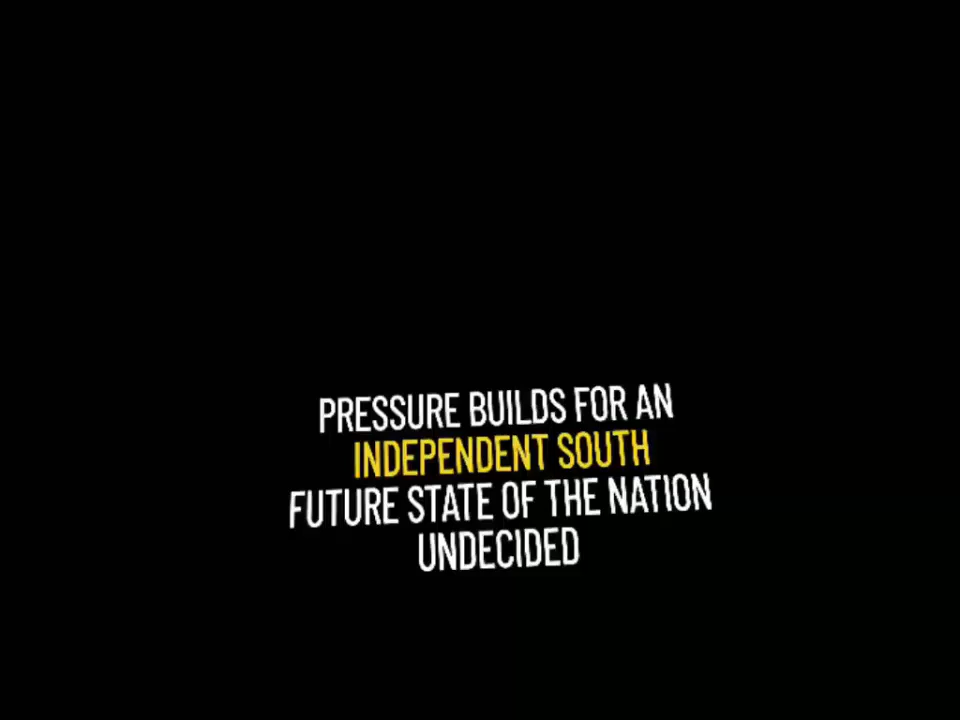 PRESSURE BUILDS FOR AN
INDEPENDENT SOUTH
FUTURE STATE OF THE NATION
UNDECIDED